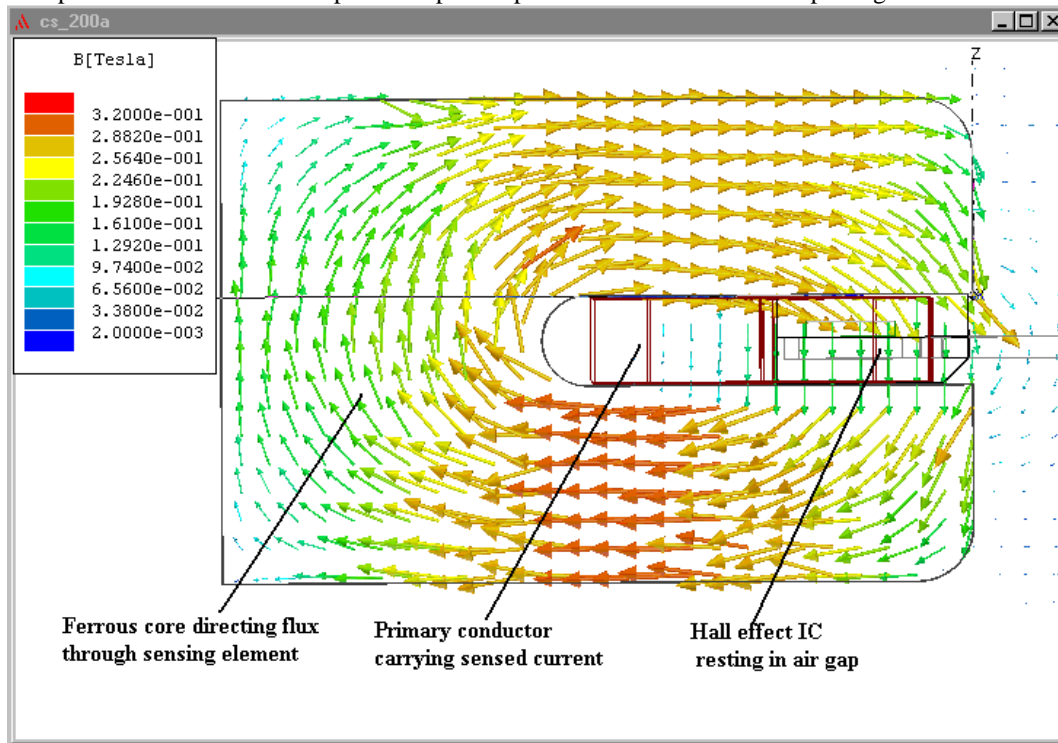 cs_200a
B[Tesla]
3.2000e-001
2.8820e-001
2.5640e-001
2.2460e-001
1.9280e-001
1.6100e-001
1.2920e-001
9.7400e-002
6.5600e-002
3.3800e-002
2.0000e-003
Z
Ferrous core directing flux
through sensing element
Primary conductor
carrying sensed current
Hall effect IC
resting in air gap